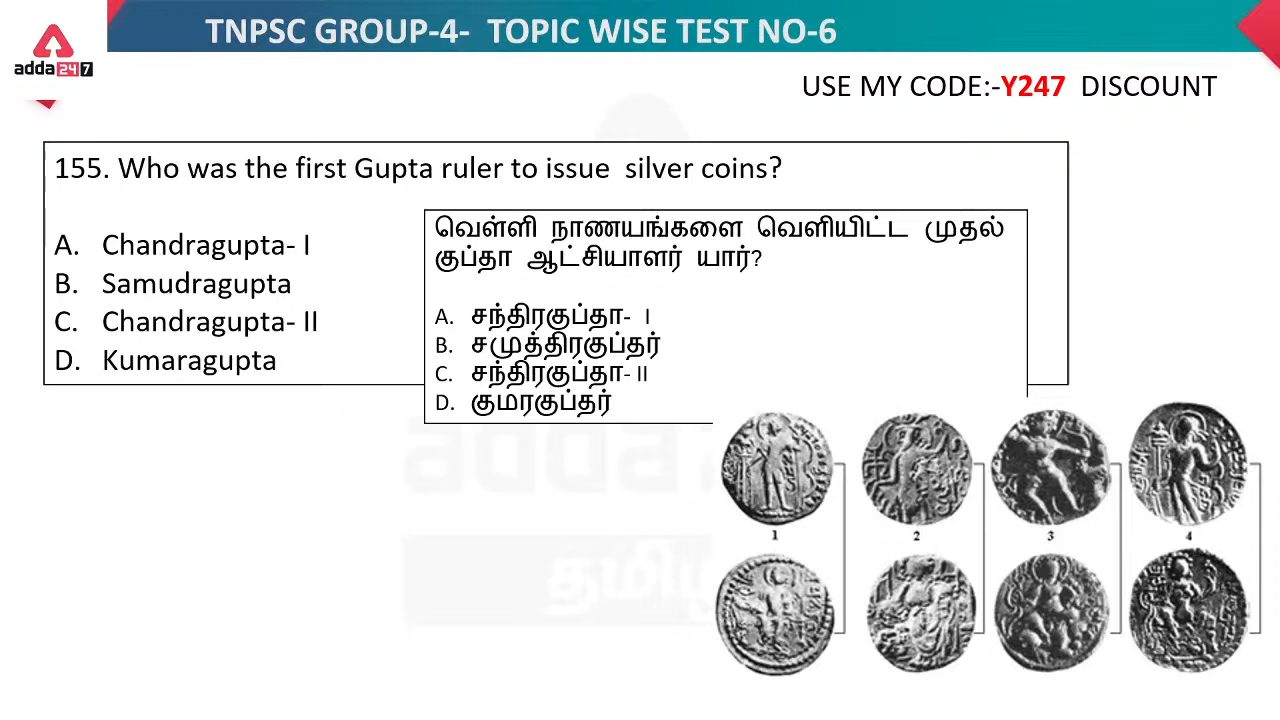 TNPSC GROUP-4- TOPIC WISE TEST NO-6
adda 247
USE MY CODE:-Y247 DISCOUNT
155. Who was the first Gupta ruler to issue silver coins?
A. Chandragupta- I
B. Samudragupta
C. Chandragupta- II
D. Kumaragupta
வெள்ளி நாணயங்களை வெளியிட்ட முதல்
குப்தா ஆட்சியாளர் யார்?
A. சந்திரகுப்தா- I
B. சமுத்திரகுப்தர்
C. சந்திரகுப்தா- II
D. குமரகுப்தர்
adda
தமிழ
1 2 3 4